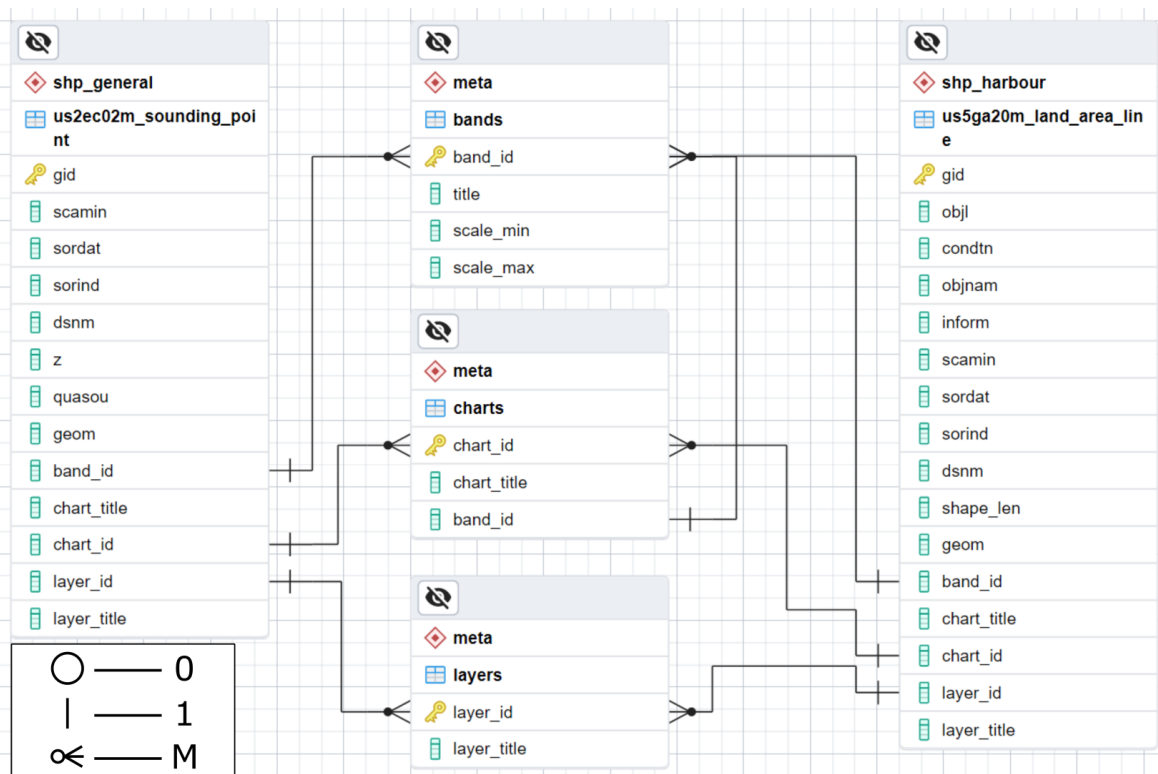 shp_general
us2ec02m_sounding_poi
nt
gid
scamin
sordat
sorind
dsnm
z
quasou
geom
band_id
chart_title
chart_id
layer_id
layer_title
0
1
M
meta
bands
band_id
title
scale_min
scale_max
meta
charts
chart_id
chart_title
band_id
meta
layers
layer_id
layer_title
shp_harbour
us5ga20m_land_area_lin
e
gid
objl
condtn
objnam
inform
scamin
sordat
sorind
dsnm
shape_len
geom
band_id
chart_title
chart_id
layer_id
layer_title